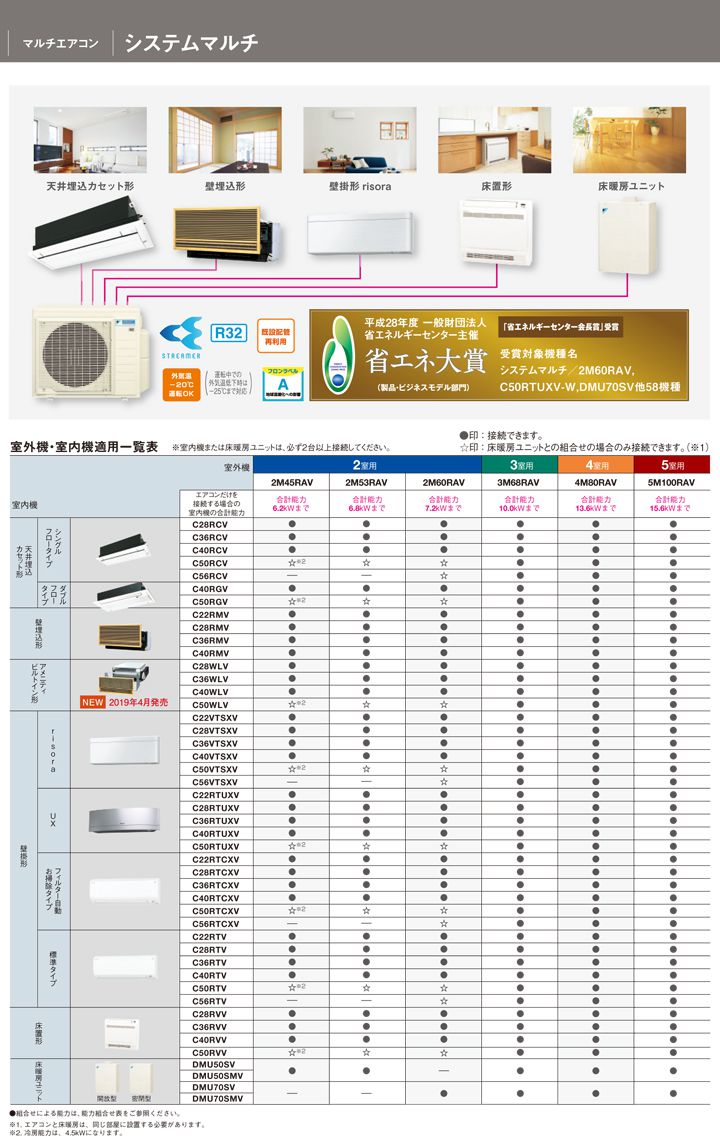 マルチエアコン
システムマルチ
天井埋込カセット形
壁埋込形
壁掛形 risora
床置形
床暖房ユニット
STREAMER
R32
既設配管
再利用
外気温
－20℃
運転OK
運転中での
外気温低下時は
－25℃まで対応
フロンラベル
A
地球温暖化への影響
平成28年度 一般財団法人
省エネルギーセンター主催
省エネ大賞
(製品・ビジネスモデル部門)
「省エネルギーセンター会長賞」受賞
受賞対象機種名
システムマルチ／2M60RAV,
C50RTUXV-W,DMU70SV他58機種
室外機・室内機適用一覧表
※室内機または床暖房ユニットは、必ず2台以上接続してください。
●印：接続できます。
☆印：床暖房ユニットとの組合せの場合のみ接続できます。(※1)
室外機 2室用 3室用 4室用 5室用
2M45RAV 2M53RAV 2M60RAV 3M68RAV 4M80RAV 5M100RAV
室内機
エアコンだけを
接続する場合の
室内機の合計能力
合計能力 合計能力 合計能力 合計能力 合計能力 合計能力
6.2kWまで 6.8kWまで 7.2kWまで 10.0kWまで 13.6kWまで 15.6kWまで
天井埋込
カセット形
シングル
フロータイプ
C28RCV ● ● ● ● ● ●
C36RCV ● ● ● ● ● ●
C40RCV ● ● ● ● ● ●
C50RCV ☆※2 ☆ ☆ ● ● ●
C56RCV — — ☆ ● ● ●
ダブル
フロー
タイプ
C40RGV ● ● ● ● ● ●
C50RGV ☆※2 ☆ ☆ ● ● ●
壁埋込形
C22RMV ● ● ● ● ● ●
C28RMV ● ● ● ● ● ●
C36RMV ● ● ● ● ● ●
C40RMV ● ● ● ● ● ●
アメニティ
ビルトイン形
NEW 2019年4月発売
C28WLV ● ● ● ● ● ●
C36WLV ● ● ● ● ● ●
C40WLV ● ● ● ● ● ●
C50WLV ☆※2 ☆ ☆ ● ● ●
壁掛形
risora
C22VTSXV ● ● ● ● ● ●
C28VTSXV ● ● ● ● ● ●
C36VTSXV ● ● ● ● ● ●
C40VTSXV ● ● ● ● ● ●
C50VTSXV ☆※2 ☆ ☆ ● ● ●
C56VTSXV — — ☆ ● ● ●
UX
C22RTUXV ● ● ● ● ● ●
C28RTUXV ● ● ● ● ● ●
C36RTUXV ● ● ● ● ● ●
C40RTUXV ● ● ● ● ● ●
C50RTUXV ☆※2 ☆ ☆ ● ● ●
フィルター自動
お掃除タイプ
C22RTCXV ● ● ● ● ● ●
C28RTCXV ● ● ● ● ● ●
C36RTCXV ● ● ● ● ● ●
C40RTCXV ● ● ● ● ● ●
C50RTCXV ☆※2 ☆ ☆ ● ● ●
C56RTCXV — — ☆ ● ● ●
標準タイプ
C22RTV ● ● ● ● ● ●
C28RTV ● ● ● ● ● ●
C36RTV ● ● ● ● ● ●
C40RTV ● ● ● ● ● ●
C50RTV ☆※2 ☆ ☆ ● ● ●
C56RTV — — ☆ ● ● ●
床置形
C28RVV ● ● ● ● ● ●
C36RVV ● ● ● ● ● ●
C40RVV ● ● ● ● ● ●
C50RVV ☆※2 ☆ ☆ ● ● ●
床暖房ユニット
開放型 密閉型
DMU50SV
DMU50SMV
● ● — ● ● ●
DMU70SV
DMU70SMV
— — ● ● ● ●
●組合せによる能力は、能力組合せ表をご参照ください。
※1. エアコンと床暖房は、同じ部屋に設置する必要があります。
※2. 冷房能力は、4.5kWになります。